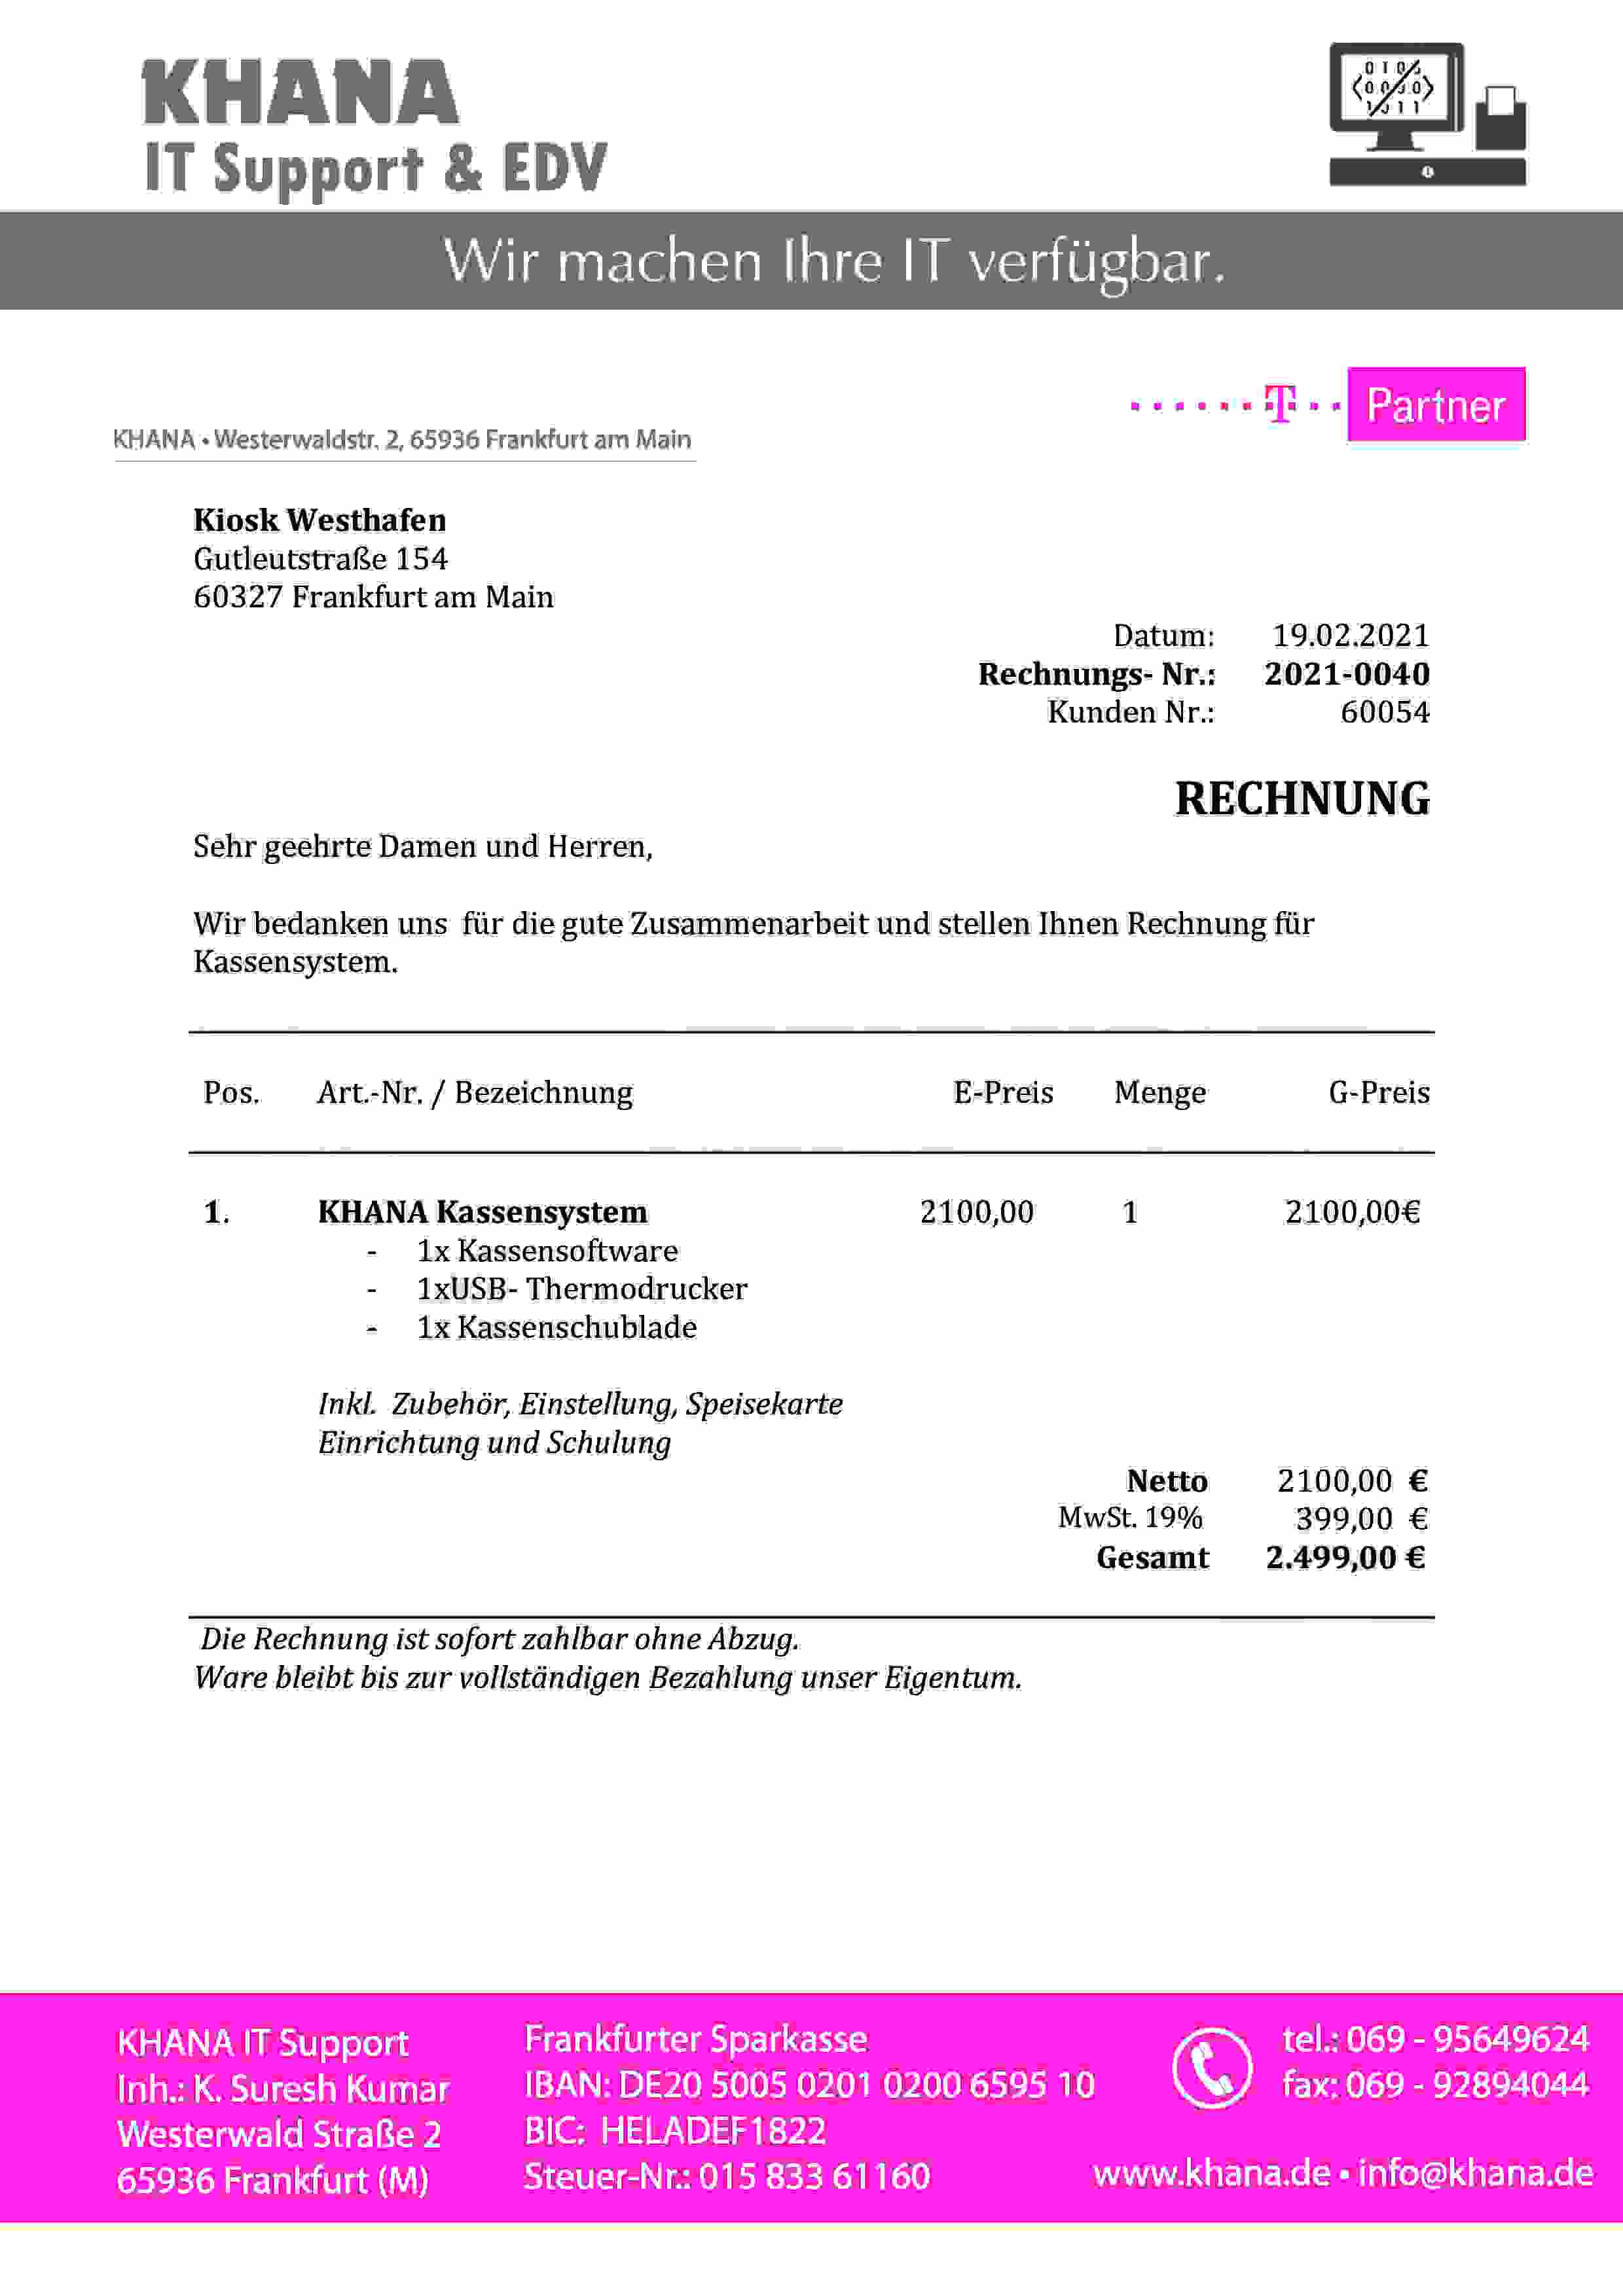 KHANA
IT Support & EDV
Wir machen Ihre IT verfügbar.
T Partner
KHANA • Westerwaldstr. 2, 65936 Frankfurt am Main
Kiosk Westhafen
Gutleutstraße 154
60327 Frankfurt am Main
Datum: 19.02.2021
Rechnungs- Nr.: 2021-0040
Kunden Nr.: 60054
RECHNUNG
Sehr geehrte Damen und Herren,
Wir bedanken uns für die gute Zusammenarbeit und stellen Ihnen Rechnung für
Kassensystem.
Pos. Art.-Nr. / Bezeichnung E-Preis Menge G-Preis
1. KHANA Kassensystem 2100,00 1 2100,00€
- 1x Kassensoftware
- 1xUSB- Thermodrucker
- 1x Kassenschublade
Inkl. Zubehör, Einstellung, Speisekarte
Einrichtung und Schulung
Netto 2100,00 €
MwSt. 19% 399,00 €
Gesamt 2.499,00 €
Die Rechnung ist sofort zahlbar ohne Abzug.
Ware bleibt bis zur vollständigen Bezahlung unser Eigentum.
KHANA IT Support
Inh.: K. Suresh Kumar
Westerwald Straße 2
65936 Frankfurt (M)
Frankfurter Sparkasse
IBAN: DE20 5005 0201 0200 6595 10
BIC: HELADEF1822
Steuer-Nr.: 015 833 61160
tel.: 069 - 95649624
fax: 069 - 92894044
www.khana.de • info@khana.de